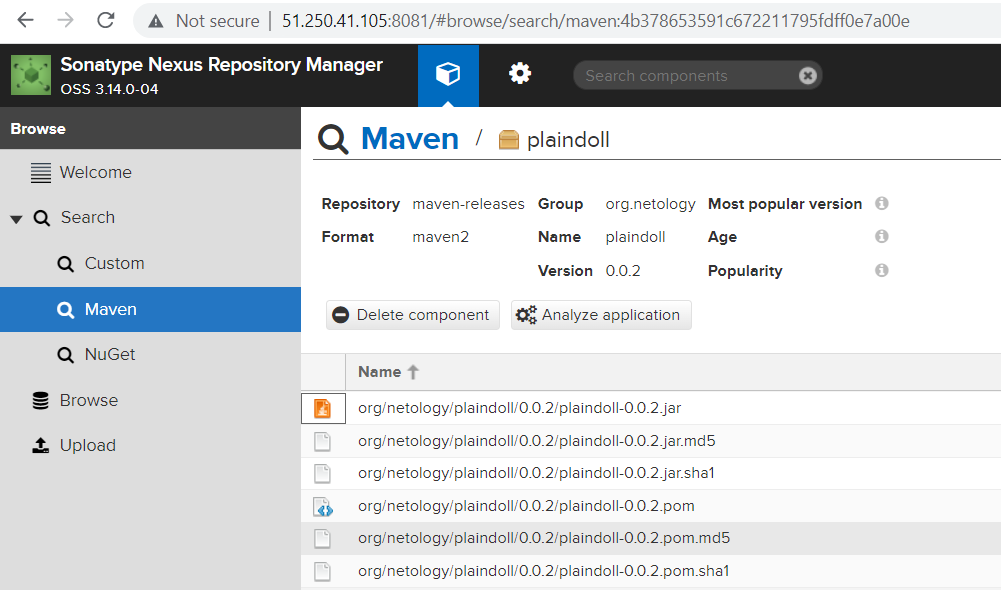 Not secure | 51.250.41.105:8081/#browse/search/maven:4b378653591c672211795fdff0e7a00e
Sonatype Nexus Repository Manager
OSS 3.14.0-04
Search components
Browse
Welcome
Search
Custom
Maven
NuGet
Browse
Upload
Maven / plaindoll
Repository maven-releases Group org.netology Most popular version
Format maven2 Name plaindoll Age
Version 0.0.2 Popularity
Delete component Analyze application
Name
org/netology/plaindoll/0.0.2/plaindoll-0.0.2.jar
org/netology/plaindoll/0.0.2/plaindoll-0.0.2.jar.md5
org/netology/plaindoll/0.0.2/plaindoll-0.0.2.jar.sha1
org/netology/plaindoll/0.0.2/plaindoll-0.0.2.pom
org/netology/plaindoll/0.0.2/plaindoll-0.0.2.pom.md5
org/netology/plaindoll/0.0.2/plaindoll-0.0.2.pom.sha1